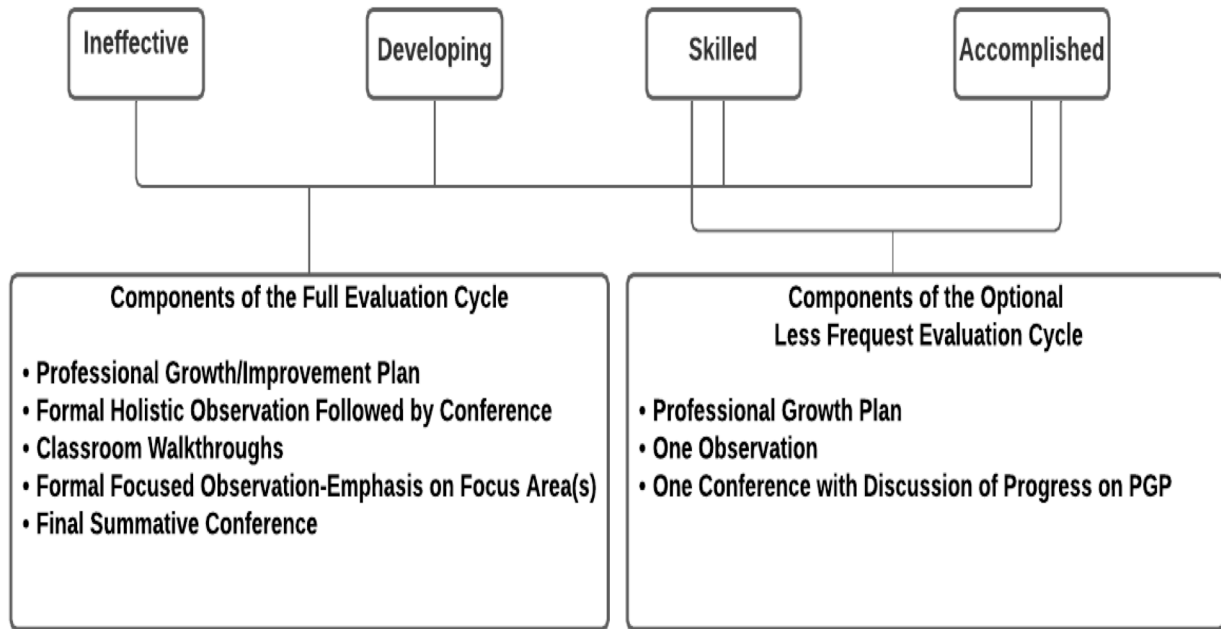 Ineffective
Developing
Skilled
Accomplished
Components of the Full Evaluation Cycle
• Professional Growth/Improvement Plan
• Formal Holistic Observation Followed by Conference
• Classroom Walkthroughs
• Formal Focused Observation-Emphasis on Focus Area(s)
• Final Summative Conference
Components of the Optional
Less Frequest Evaluation Cycle
• Professional Growth Plan
• One Observation
• One Conference with Discussion of Progress on PGP